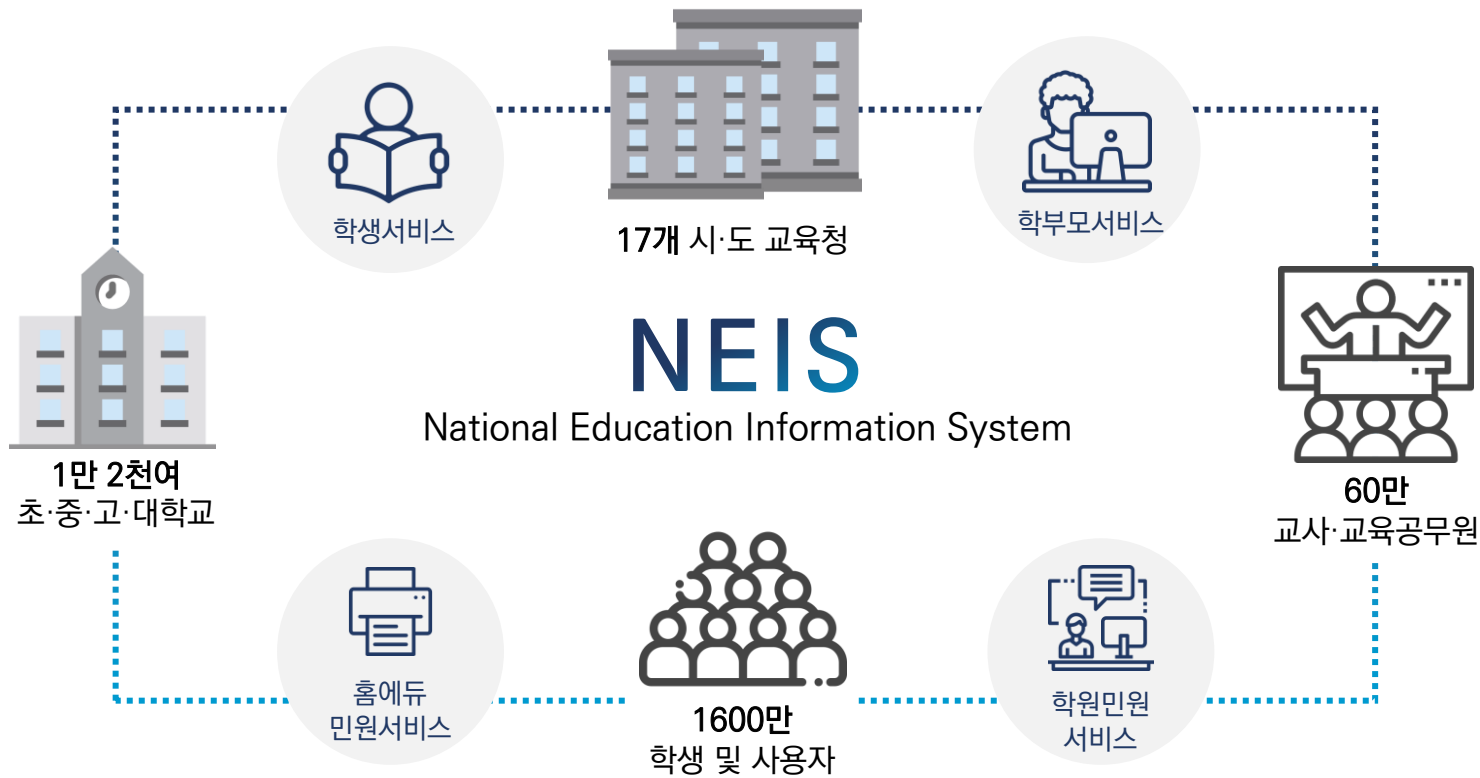 학생서비스
17개 시·도 교육청
학부모서비스
NEIS
National Education Information System
1만 2천여
초·중·고·대학교
60만
교사·교육공무원
홈에듀
민원서비스
1600만
학생 및 사용자
학원민원
서비스